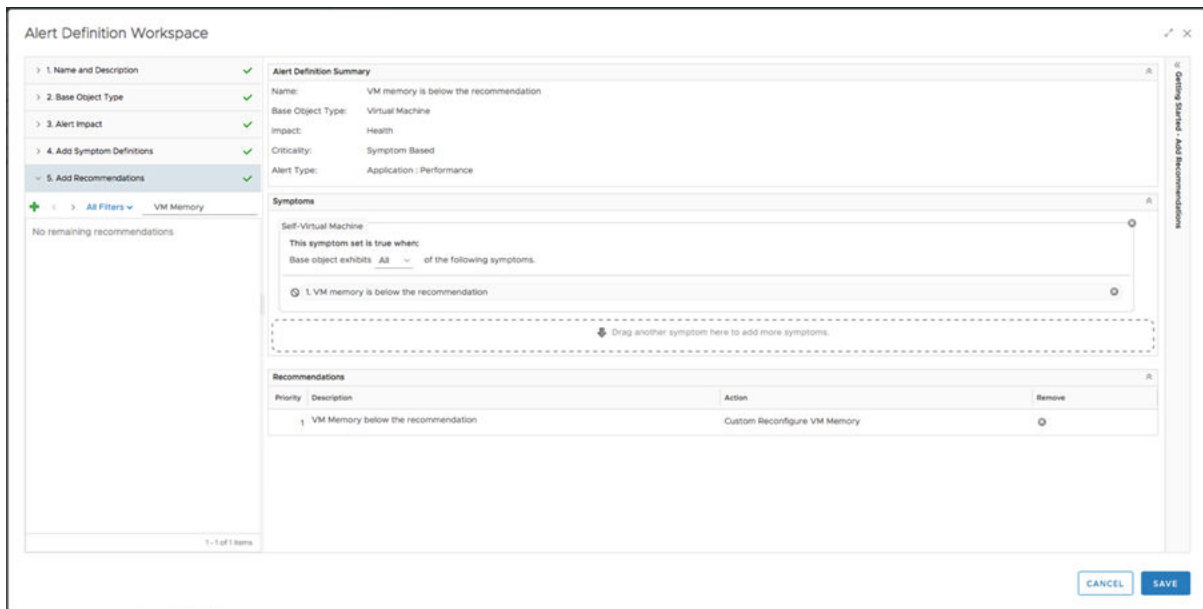 Alert Definition Workspace
1. Name and Description
2. Base Object Type
3. Alert Impact
4. Add Symptom Definitions
5. Add Recommendations
All Filters VM Memory
No remaining recommendations
1 - 1 of 1 items
Alert Definition Summary
Name: VM memory is below the recommendation
Base Object Type: Virtual Machine
Impact: Health
Criticality: Symptom Based
Alert Type: Application : Performance
Symptoms
Self-Virtual Machine
This symptom set is true when:
Base object exhibits All of the following symptoms.
1. VM memory is below the recommendation
Drag another symptom here to add more symptoms.
Recommendations
Priority Description Action Remove
1 VM Memory below the recommendation Custom Reconfigure VM Memory
Getting Started - Add Recommendations
CANCEL SAVE